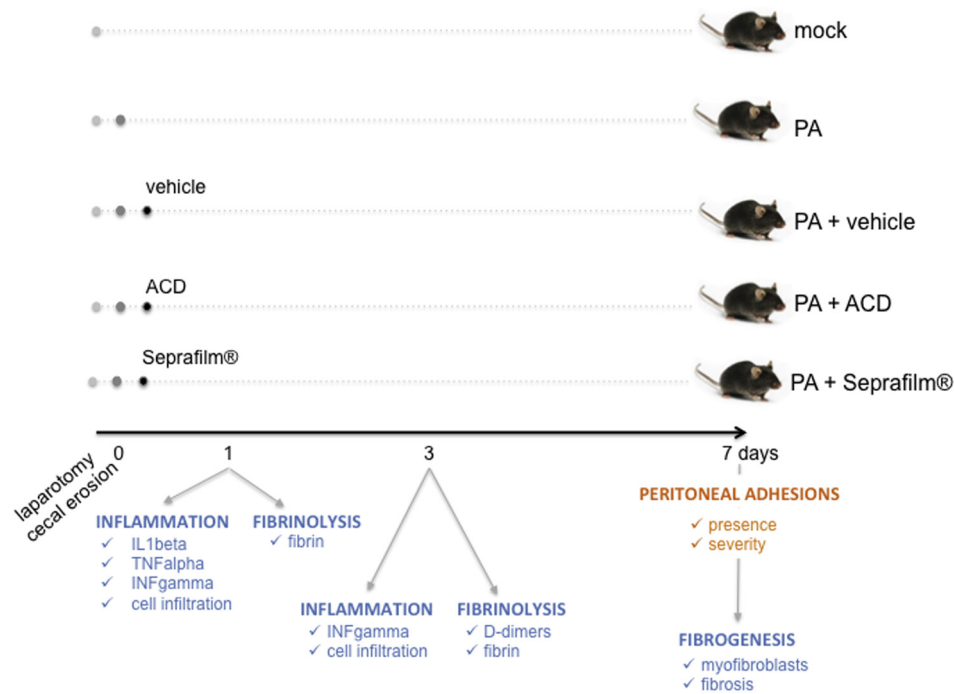 mock
PA
vehicle
PA + vehicle
ACD
PA + ACD
Seprafilm®
PA + Seprafilm®
laparotomy
cecal erosion
0
1
3
7 days
INFLAMMATION
✓ IL1beta
✓ TNFalpha
✓ INFgamma
✓ cell infiltration
FIBRINOLYSIS
✓ fibrin
INFLAMMATION
✓ INFgamma
✓ cell infiltration
FIBRINOLYSIS
✓ D-dimers
✓ fibrin
PERITONEAL ADHESIONS
✓ presence
✓ severity
FIBROGENESIS
✓ myofibroblasts
✓ fibrosis